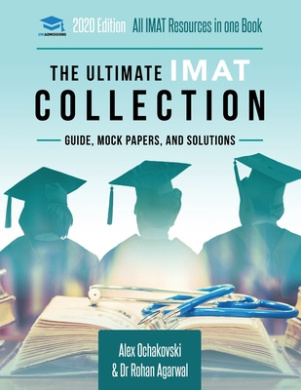 UNIADMISSIONS
2020 Edition All IMAT Resources in one Book
THE ULTIMATE IMAT
COLLECTION
GUIDE, MOCK PAPERS, AND SOLUTIONS
Alex Ochakovski
& Dr Rohan Agarwal